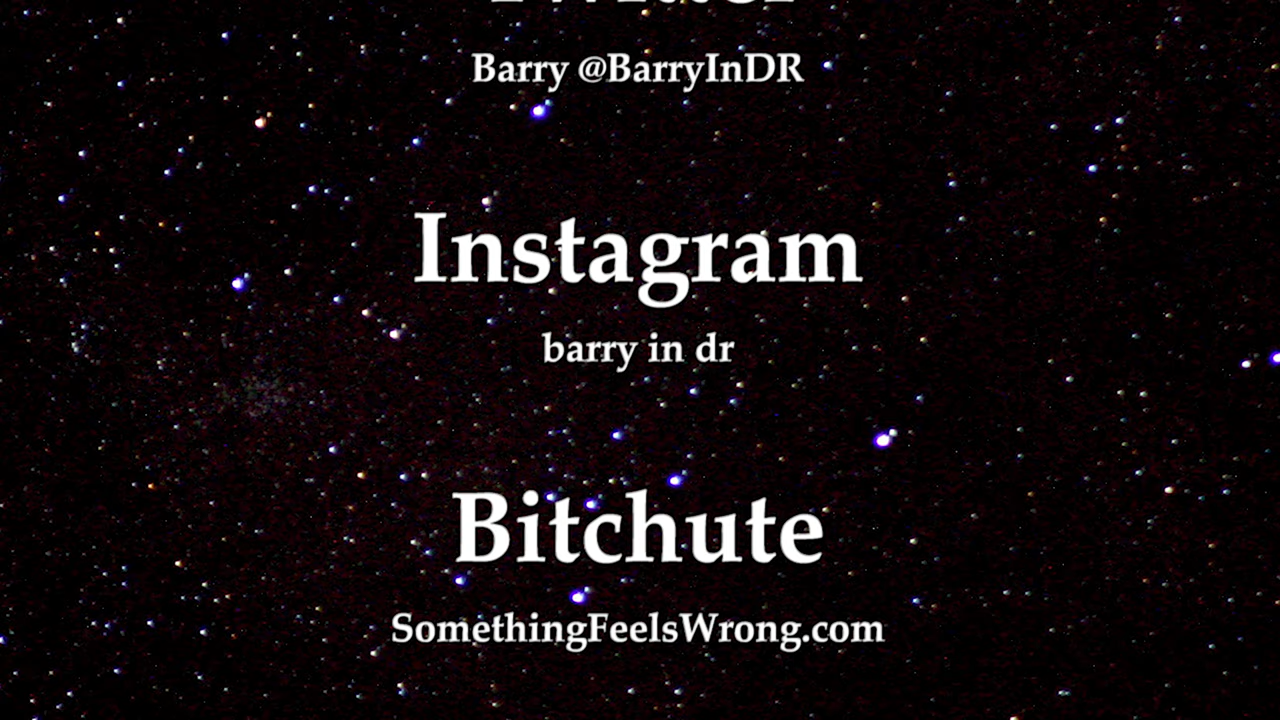 Barry @BarryInDR
Instagram
barry in dr
Bitchute
SomethingFeelsWrong.com